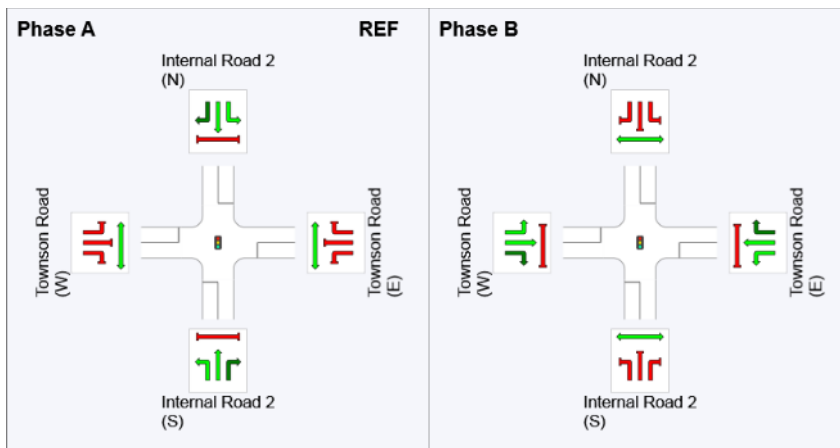 Phase A
REF
Internal Road 2
(N)
Townson Road
(W)
Townson Road
(E)
Internal Road 2
(S)
Phase B
Internal Road 2
(N)
Townson Road
(W)
Townson Road
(E)
Internal Road 2
(S)